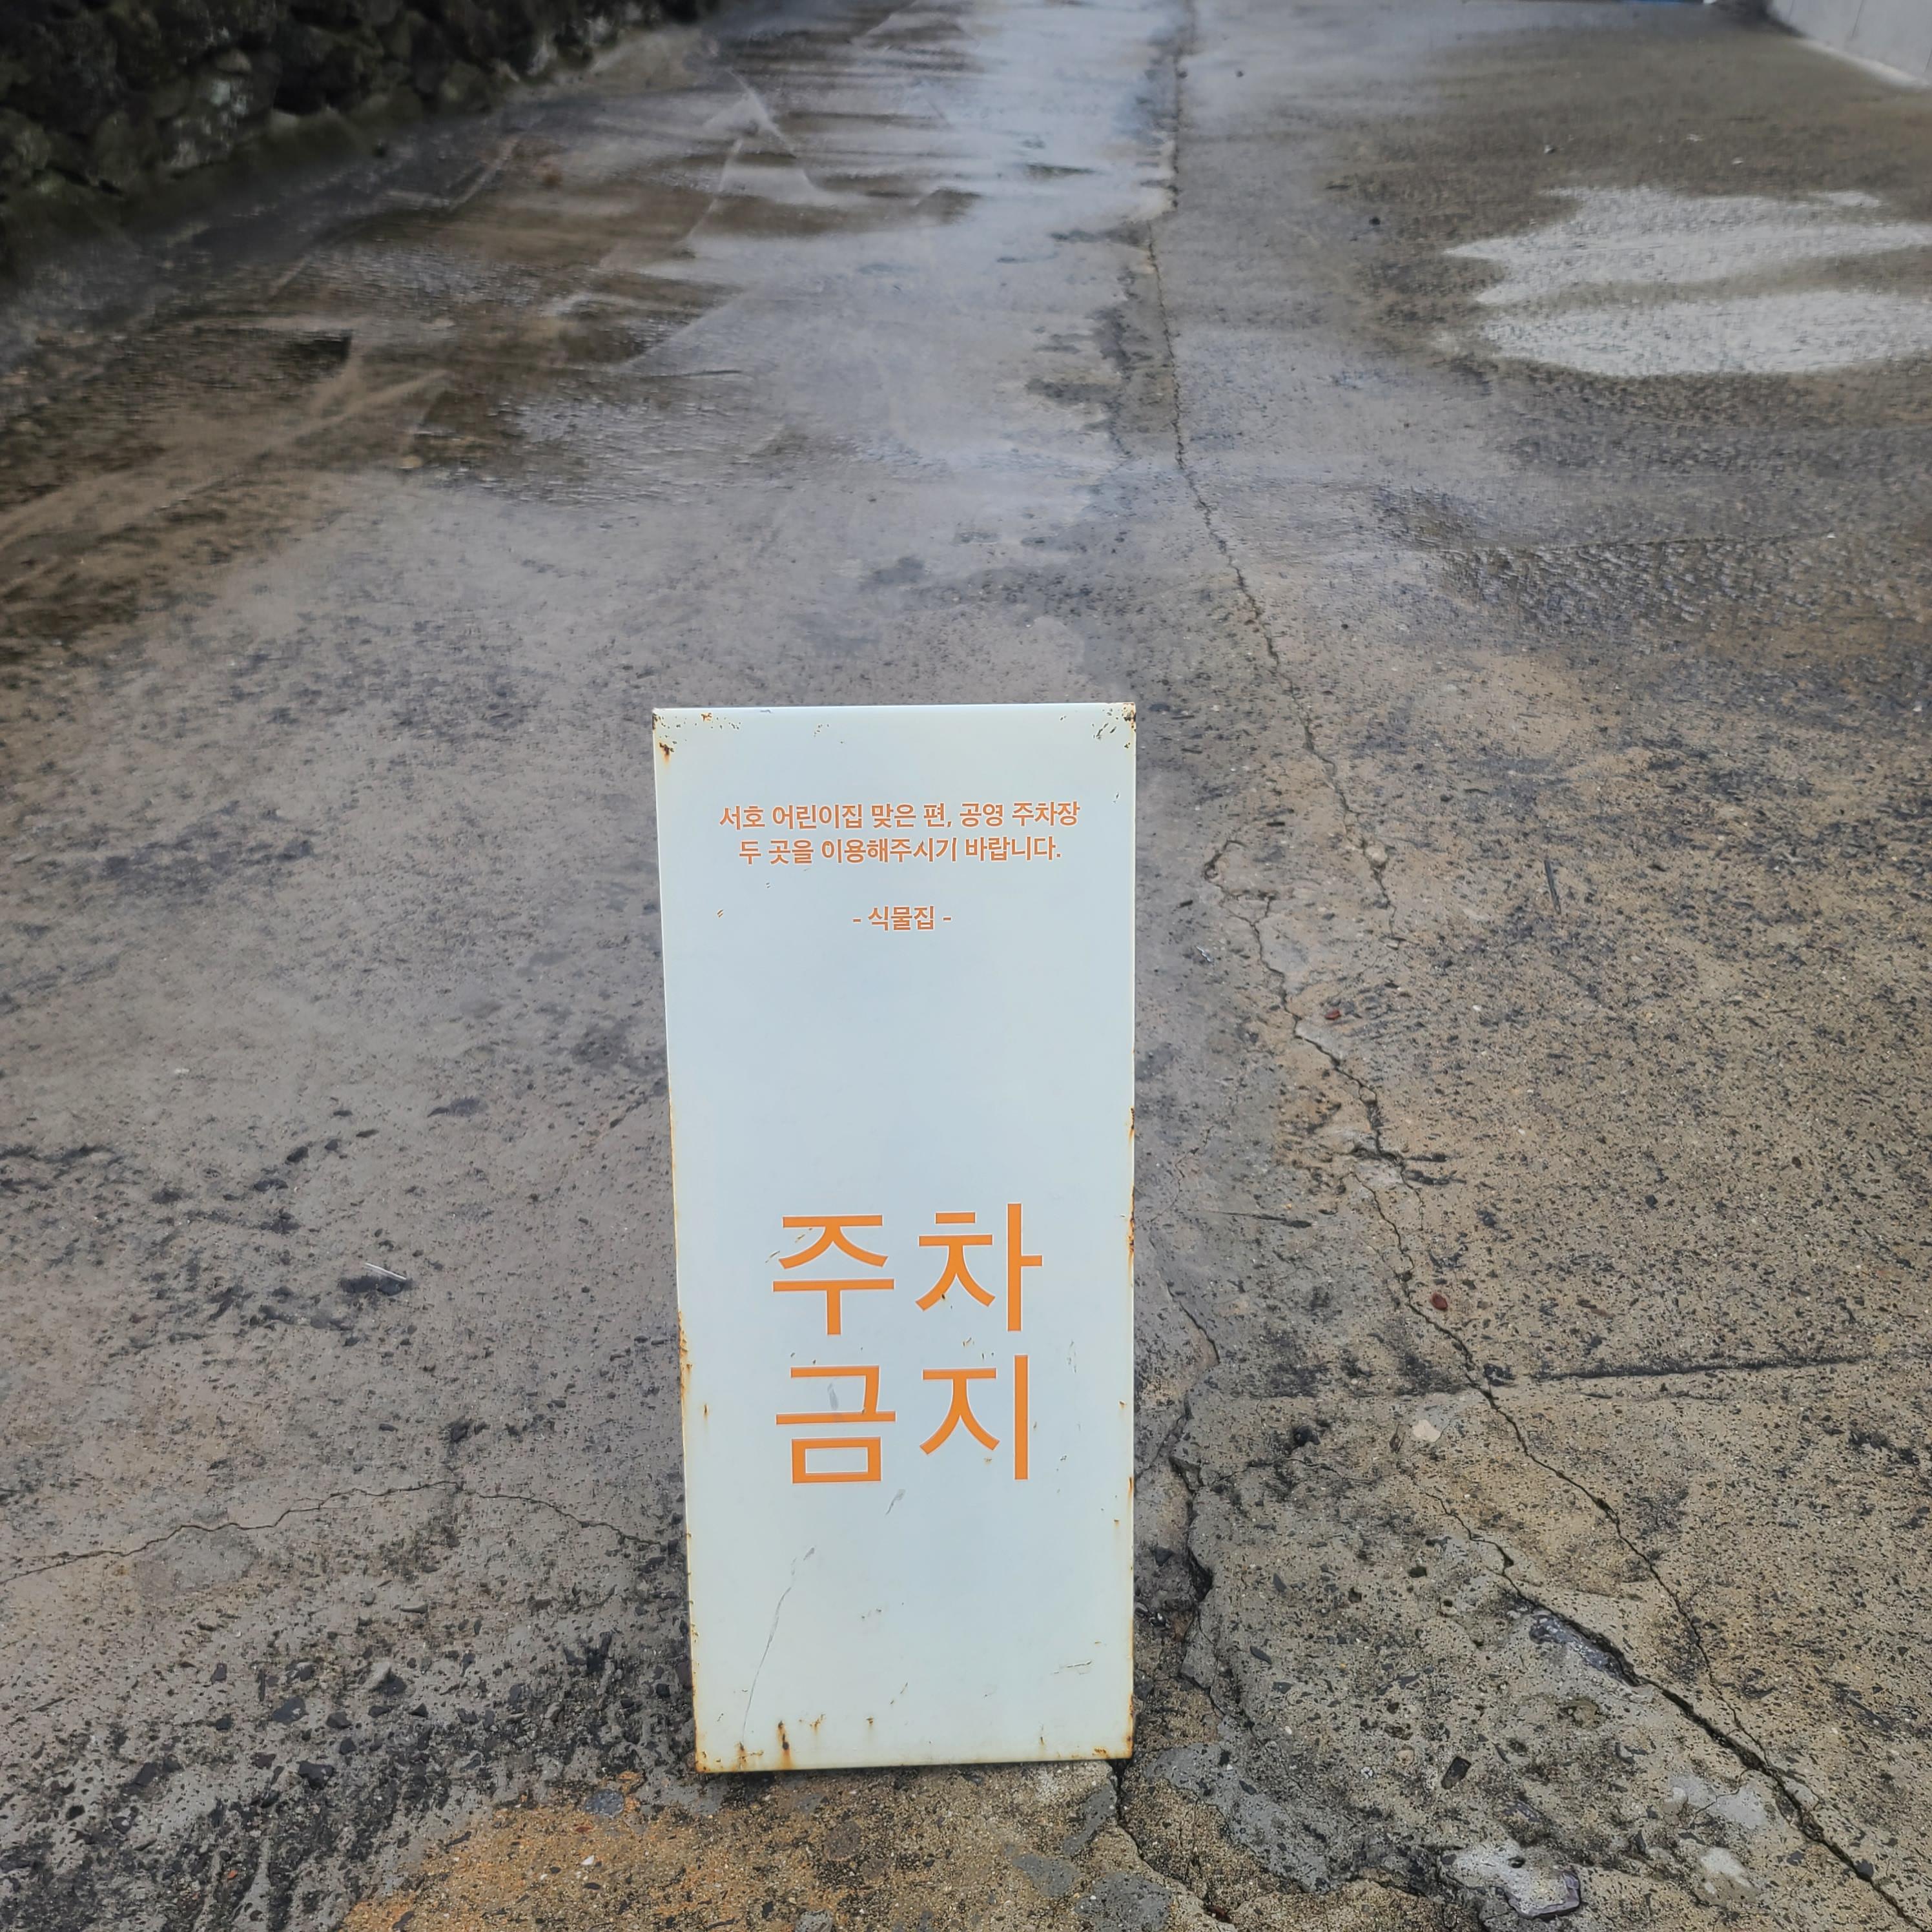 서호 어린이집 맞은 편, 공영 주차장
두 곳을 이용해주시기 바랍니다.
- 식물집 -
주차
금지